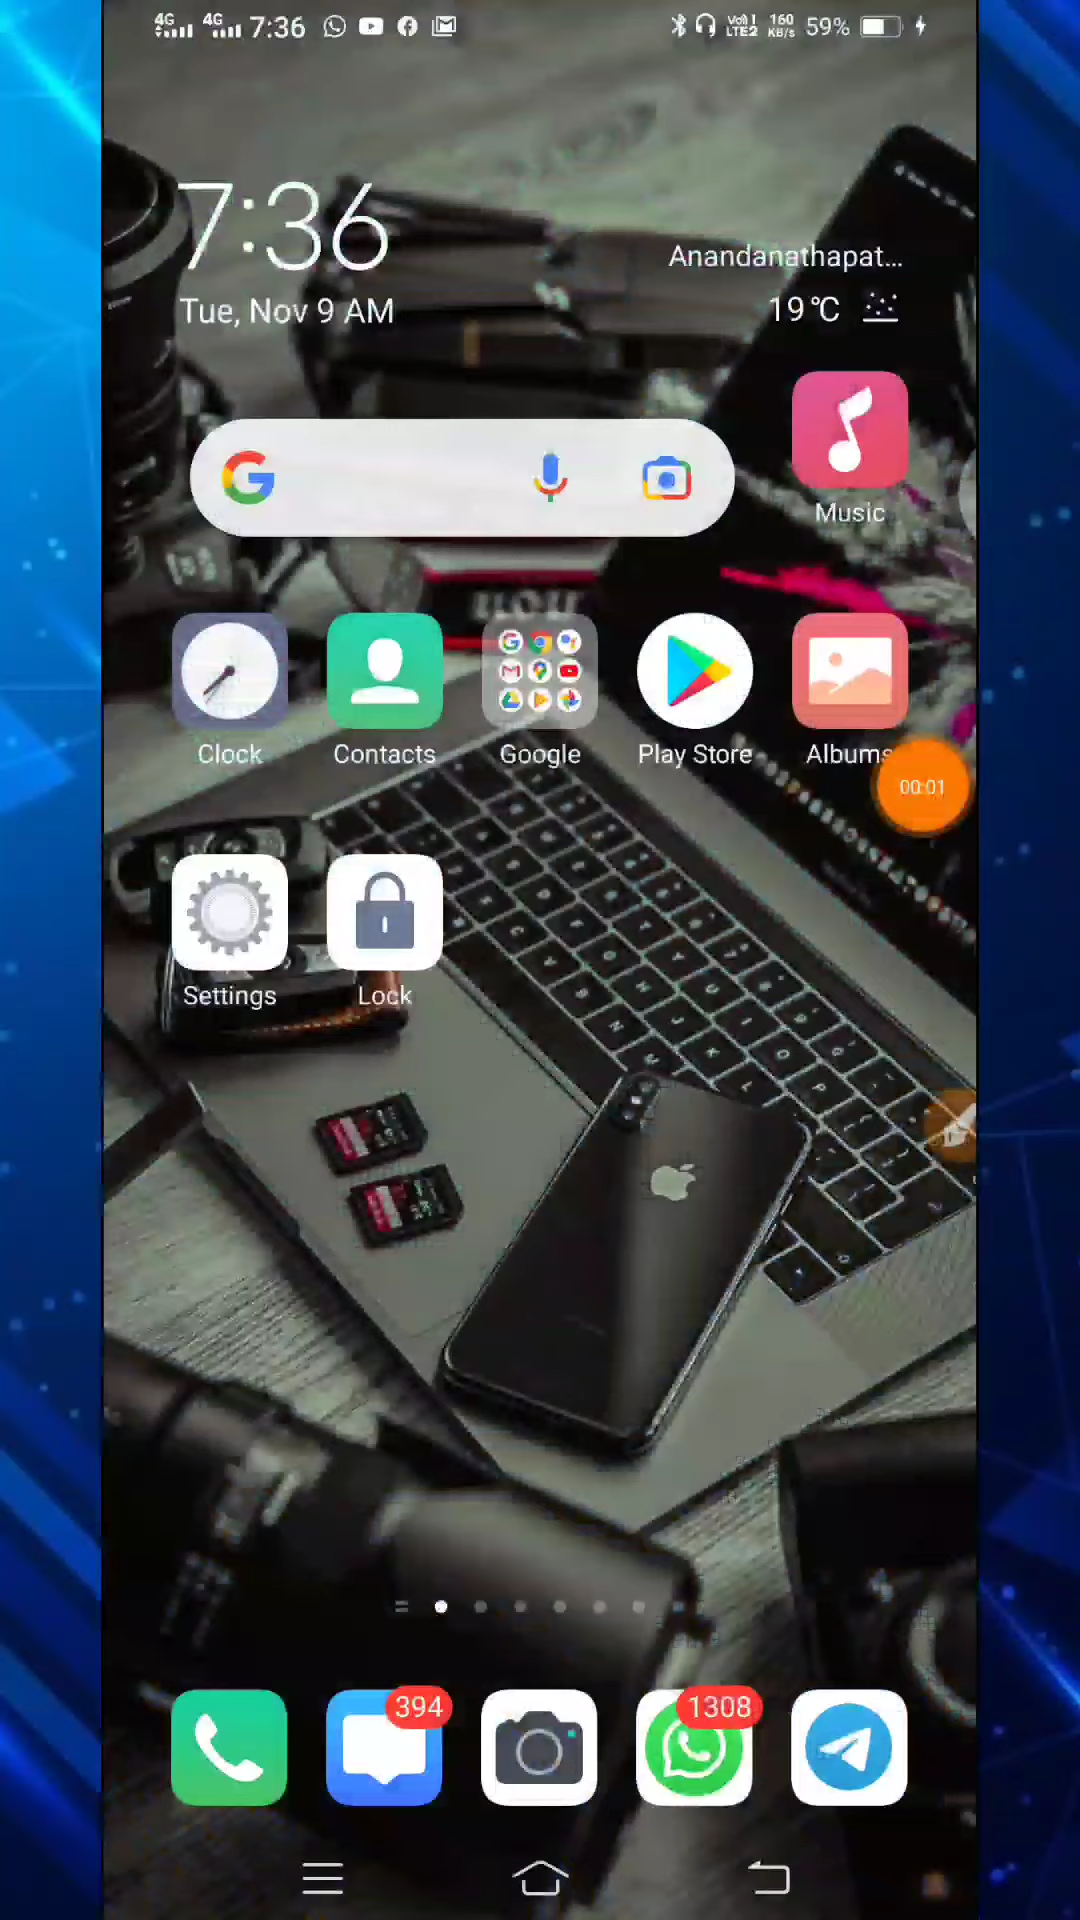 4G 4G 7:36 VoI1 LTE2 160 KB/s 59%
7:36
Tue, Nov 9 AM
Anandanathapat...
19℃
Music
Clock Contacts Google Play Store Albums
00:01
Settings Lock
394 1308